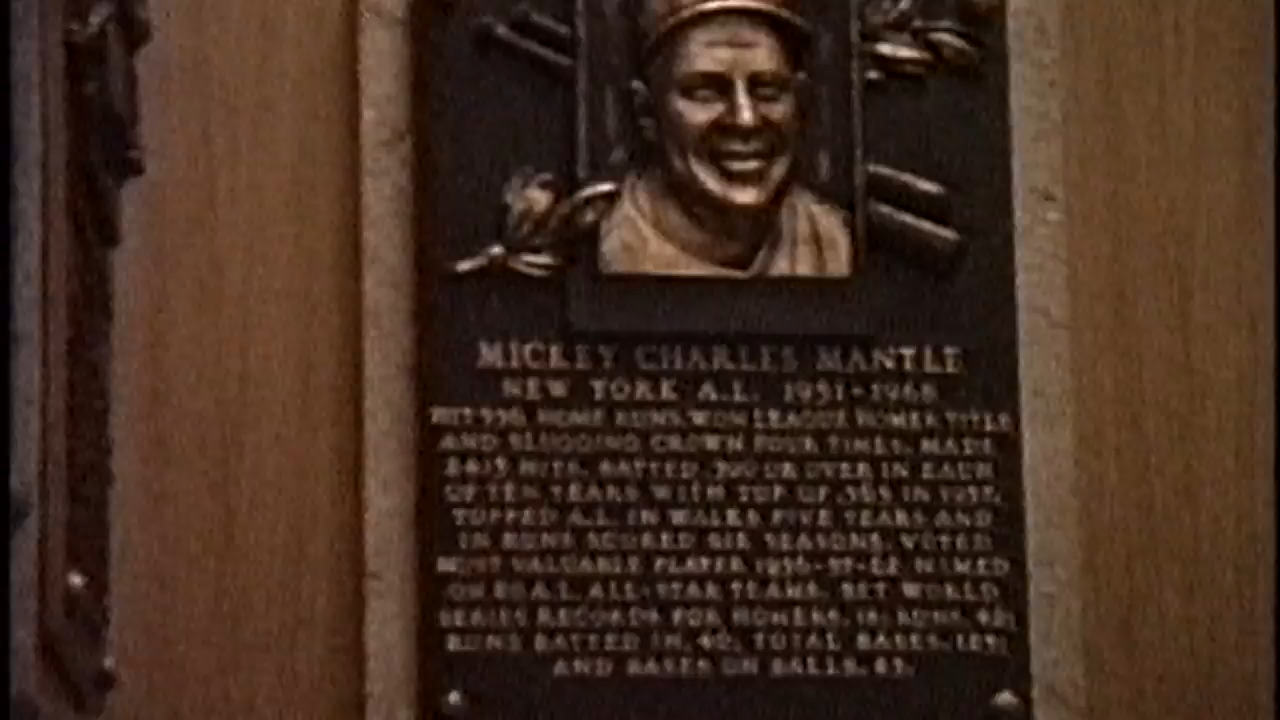 MICKEY CHARLES MANTLE
NEW YORK A.L. 1951-1968
HIT 536 HOME RUNS. WON LEAGUE HOMER TITLE
AND SLUGGING CROWN FOUR TIMES. MADE
2415 HITS. BATTED .300 OR OVER IN EACH
OF TEN YEARS WITH TOP OF .365 IN 1957.
TOPPED A.L. IN WALKS FIVE YEARS AND
IN RUNS SCORED SIX SEASONS. VOTED
MOST VALUABLE PLAYER 1956-57-62. NAMED
ON 20 A.L. ALL-STAR TEAMS. SET WORLD
SERIES RECORDS FOR HOMERS, 18; RUNS, 42;
RUNS BATTED IN, 40; TOTAL BASES, 123;
AND BASES ON BALLS, 43.